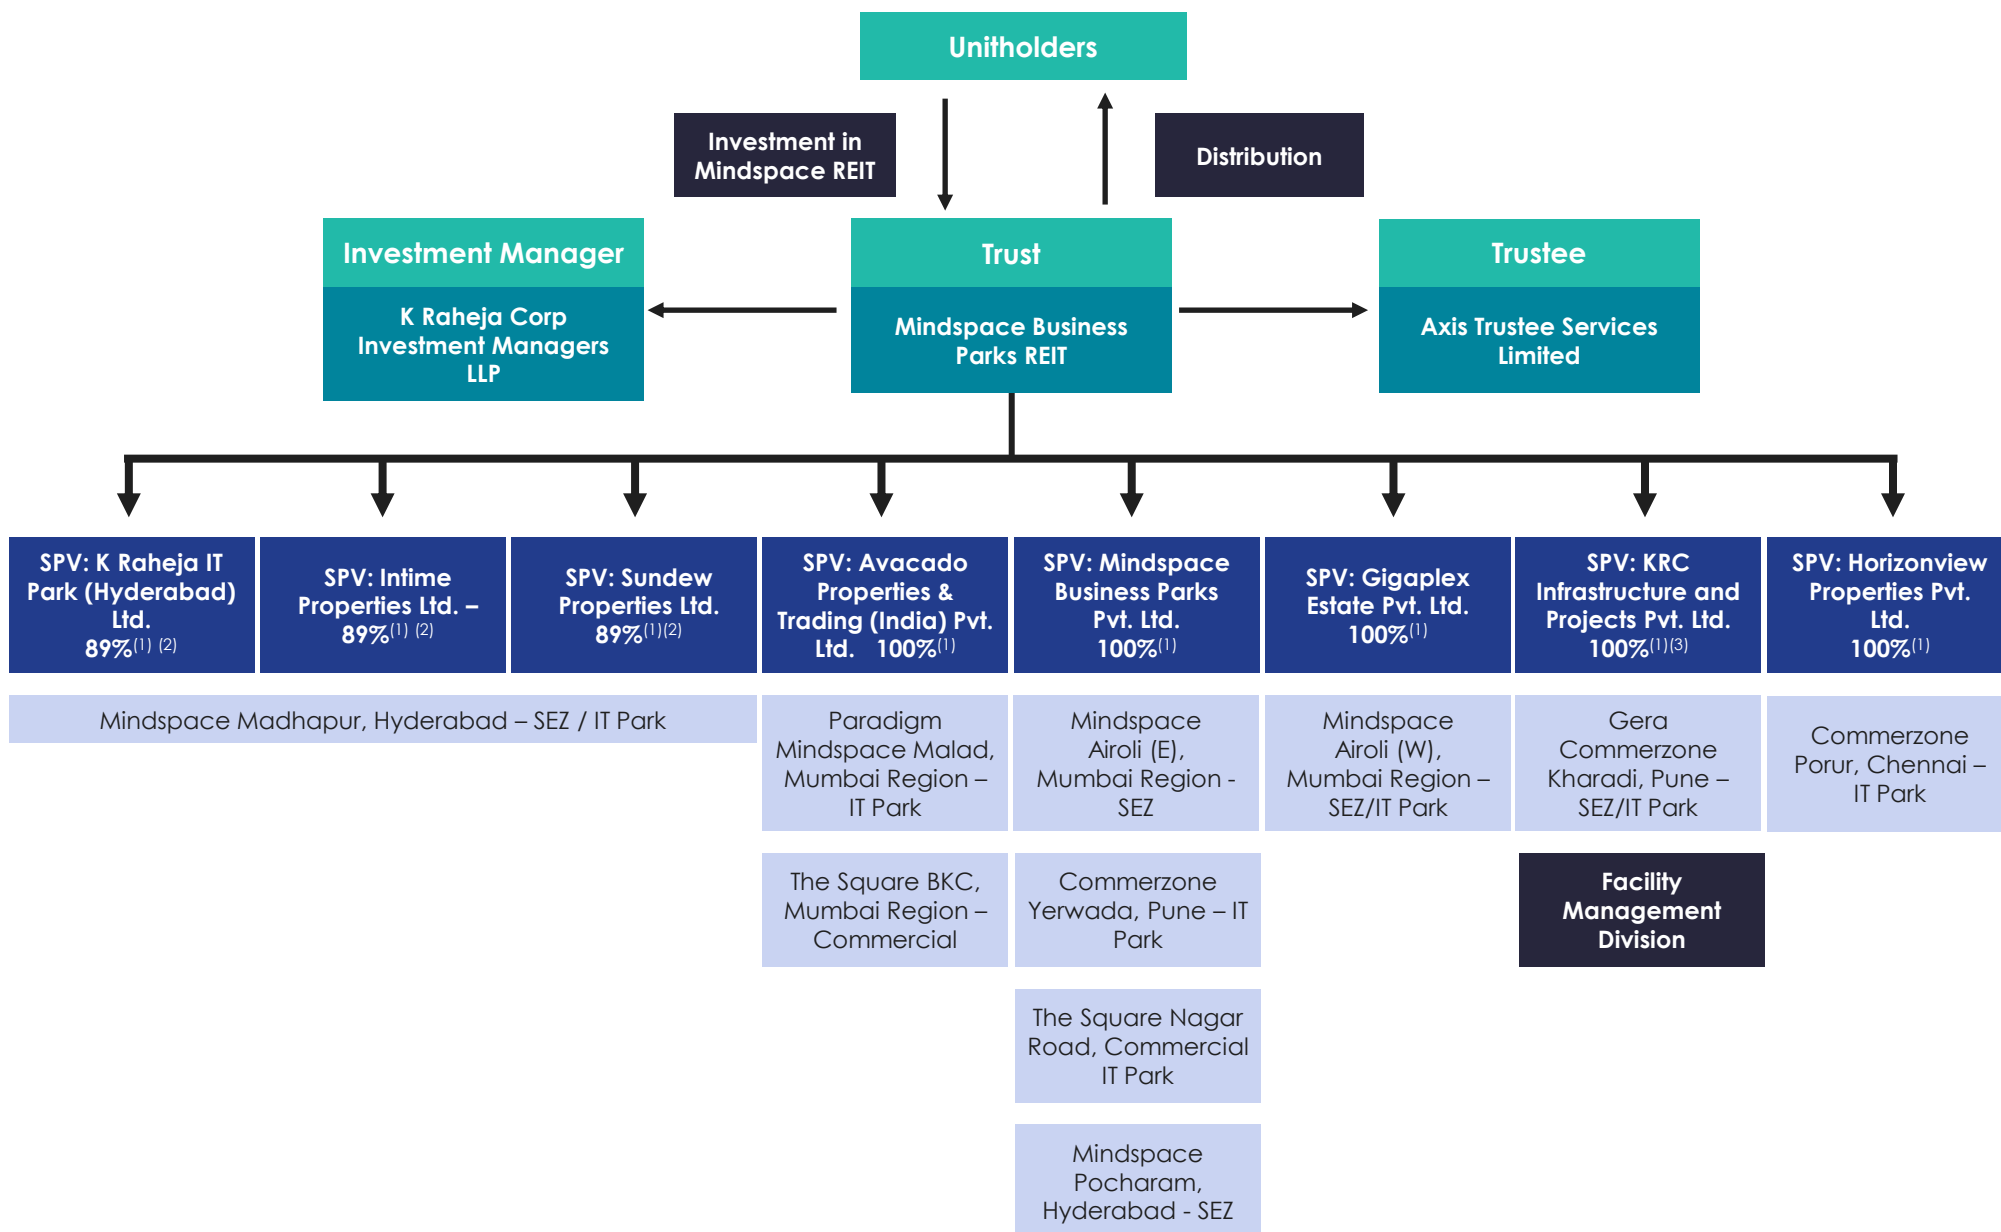 Unitholders
Investment in
Mindspace REIT
Distribution
Investment Manager
K Raheja Corp
Investment Managers
LLP
Trust
Mindspace Business
Parks REIT
Trustee
Axis Trustee Services
Limited
SPV: K Raheja IT
Park (Hyderabad)
Ltd.
89%(1) (2)
SPV: Intime
Properties Ltd. –
89%(1) (2)
SPV: Sundew
Properties Ltd.
89%(1)(2)
SPV: Avacado
Properties &
Trading (India) Pvt.
Ltd. 100%(1)
SPV: Mindspace
Business Parks
Pvt. Ltd.
100%(1)
SPV: Gigaplex
Estate Pvt. Ltd.
100%(1)
SPV: KRC
Infrastructure and
Projects Pvt. Ltd.
100%(1)(3)
SPV: Horizonview
Properties Pvt.
Ltd.
100%(1)
Mindspace Madhapur, Hyderabad – SEZ / IT Park
Paradigm
Mindspace Malad,
Mumbai Region –
IT Park
Mindspace
Airoli (E),
Mumbai Region -
SEZ
Mindspace
Airoli (W),
Mumbai Region –
SEZ/IT Park
Gera
Commerzone
Kharadi, Pune –
SEZ/IT Park
Commerzone
Porur, Chennai –
IT Park
The Square BKC,
Mumbai Region –
Commercial
Commerzone
Yerwada, Pune – IT
Park
Facility
Management
Division
The Square Nagar
Road, Commercial
IT Park
Mindspace
Pocharam,
Hyderabad - SEZ